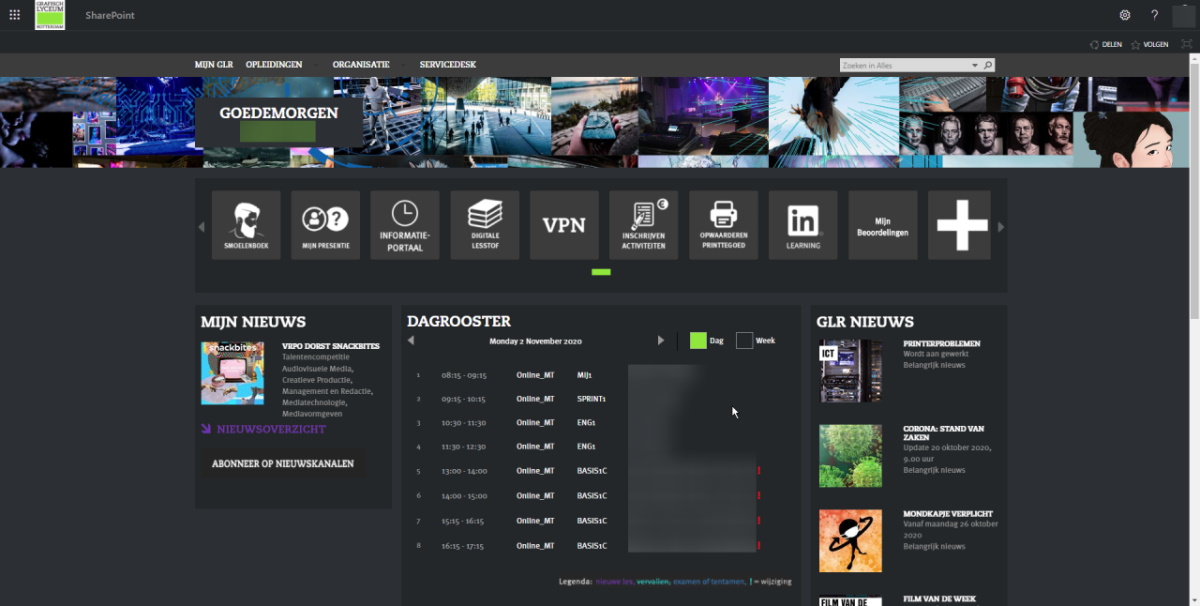 GRAFISCH
LYCEUM
ROTTERDAM
SharePoint
?
DELEN
VOLGEN
MIJN GLR
OPLEIDINGEN
ORGANISATIE
SERVICEDESK
Zoeken in Alles
GOEDEMORGEN
SMOELENBOEK
MIJN PRESENTIE
INFORMATIE-
PORTAAL
DIGITALE
LESSTOF
VPN
INSCHRIJVEN
ACTIVITEITEN
OPWAARDEREN
PRINTTEGOED
in
LEARNING
Mijn
Beoordelingen
MIJN NIEUWS
snackbites
VRPO DORST SNACKBITES
Talentencompetitie
Audiovisuele Media,
Creatieve Productie,
Management en Redactie,
Mediatechnologie,
Mediavormgeven
NIEUWSOVERZICHT
ABONNEER OP NIEUWSKANALEN
DAGROOSTER
Monday 2 November 2020
Dag
Week
1 08:15 - 09:15 Online_MT MIJ1
2 09:15 - 10:15 Online_MT SPRINT1
3 10:30 - 11:30 Online_MT ENG1
4 11:30 - 12:30 Online_MT ENG1
5 13:00 - 14:00 Online_MT BASIS1C !
6 14:00 - 15:00 Online_MT BASIS1C !
7 15:15 - 16:15 Online_MT BASIS1C !
8 16:15 - 17:15 Online_MT BASIS1C !
Legenda: nieuwe les, vervallen, examen of tentamen, ! = wijziging
GLR NIEUWS
ICT
PRINTERPROBLEMEN
Wordt aan gewerkt
Belangrijk nieuws
CORONA: STAND VAN
ZAKEN
Update 20 oktober 2020,
9.00 uur
Belangrijk nieuws
MONDKAPJE VERPLICHT
Vanaf maandag 26 oktober
2020
Belangrijk nieuws
FILM VAN DE
FILM VAN DE WEEK